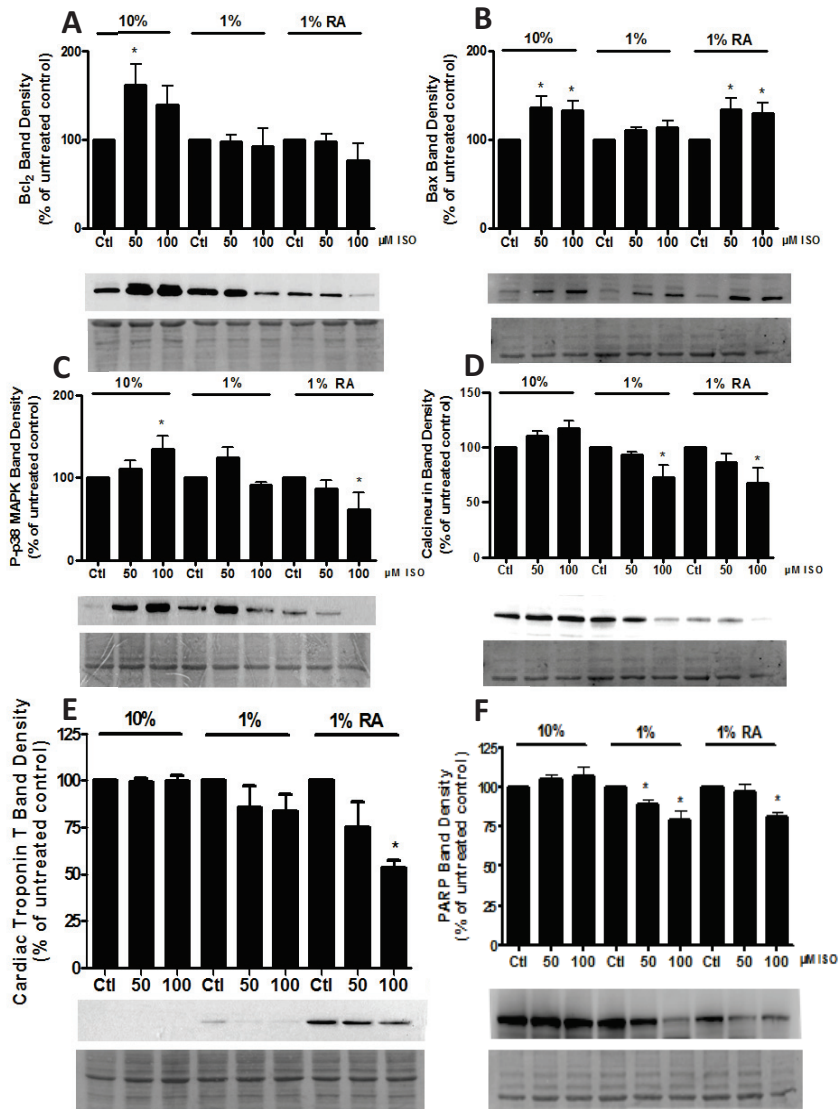 A
10% 1% 1% RA
Bcl2 Band Density
(% of untreated control)
200
*
100
0
Ctl 50 100 Ctl 50 100 Ctl 50 100 µM ISO
B
10% 1% 1% RA
Bax Band Density
(% of untreated control)
200
* * * *
100
0
Ctl 50 100 Ctl 50 100 Ctl 50 100 µM ISO
C
10% 1% 1% RA
P-p38 MAPK Band Density
(% of untreated control)
200
* *
100
0
Ctl 50 100 Ctl 50 100 Ctl 50 100 µM ISO
D
10% 1% 1% RA
Calcineurin Band Density
(% of untreated control)
150
100
* *
50
0
Ctl 50 100 Ctl 50 100 Ctl 50 100 µM ISO
E
10% 1% 1% RA
Cardiac Troponin T Band Density
(% of untreated control)
125
100
75
*
50
25
0
Ctl 50 100 Ctl 50 100 Ctl 50 100
F
10% 1% 1% RA
PARP Band Density
(% of untreated control)
125
100
* * *
75
50
25
0
Ctl 50 100 Ctl 50 100 Ctl 50 100 µM ISO